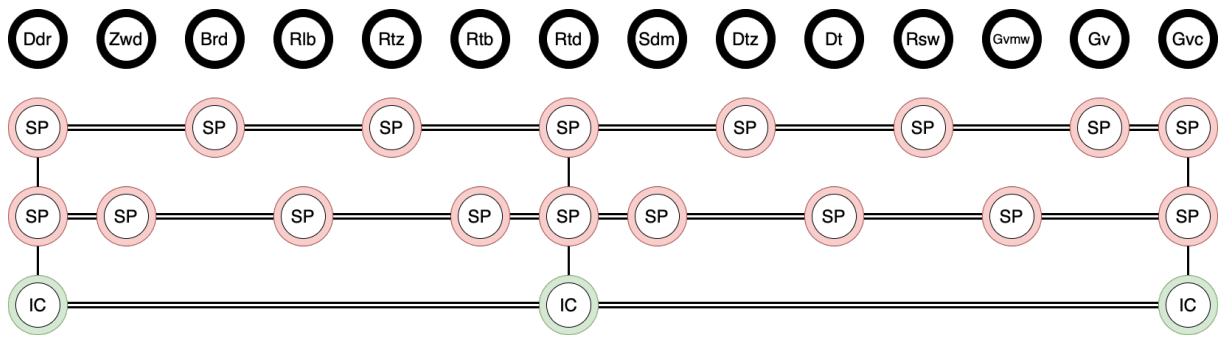 Ddr Zwd Brd Rlb Rtz Rtb Rtd Sdm Dtz Dt Rsw Gvmw Gv Gvc
SP SP SP SP SP SP SP SP
SP SP SP SP SP SP SP SP SP
IC IC IC